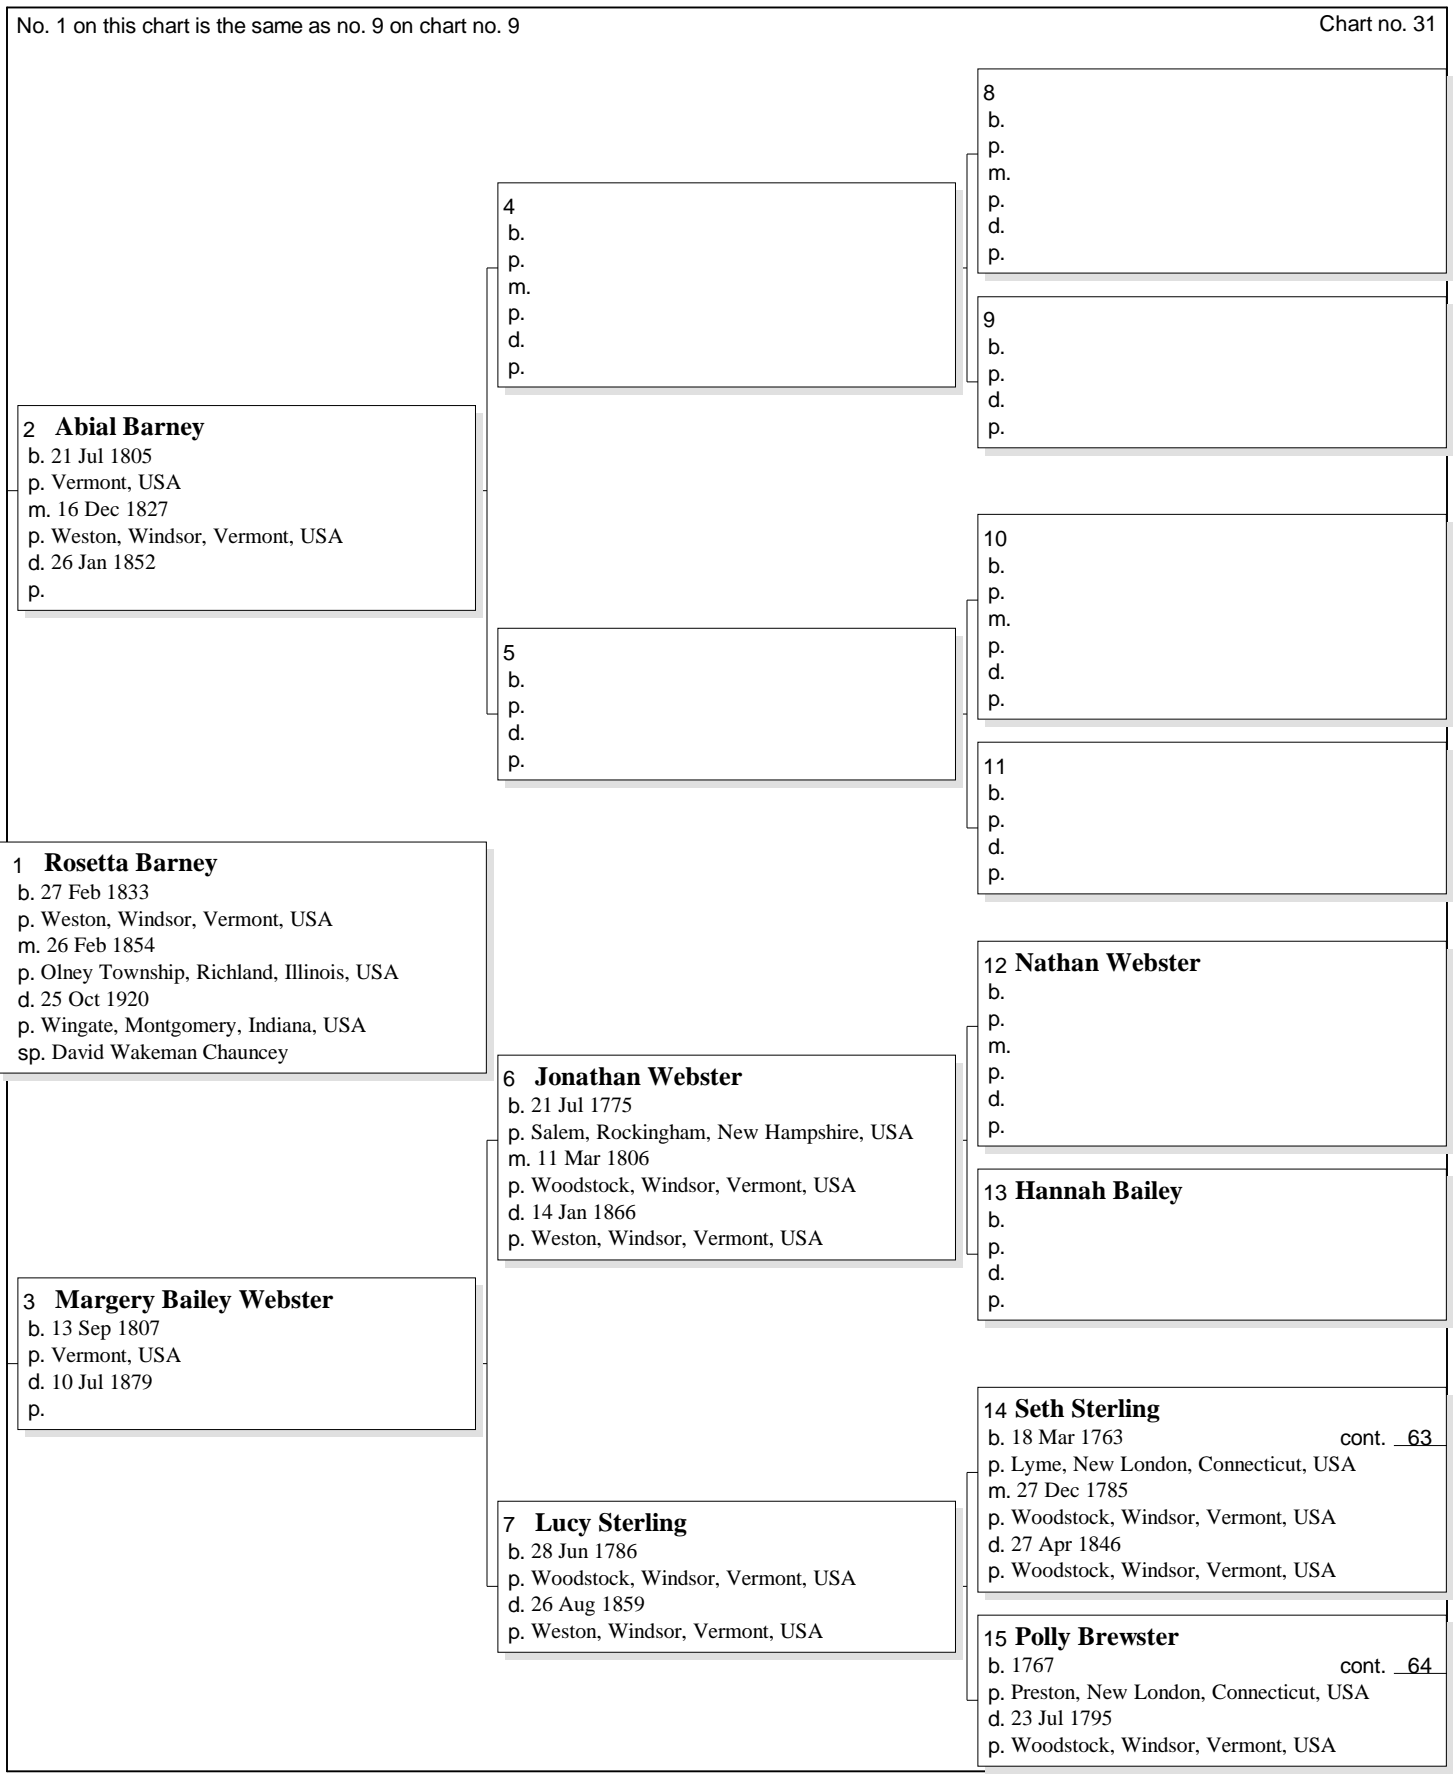 No. 1 on this chart is the same as no. 9 on chart no. 9
Chart no. 31
8
b.
p.
m.
p.
d.
p.
4
b.
p.
m.
p.
d.
p.
9
b.
p.
d.
p.
2 Abial Barney
b. 21 Jul 1805
p. Vermont, USA
m. 16 Dec 1827
p. Weston, Windsor, Vermont, USA
d. 26 Jan 1852
p.
10
b.
p.
m.
p.
d.
p.
5
b.
p.
d.
p.
11
b.
p.
d.
p.
1 Rosetta Barney
b. 27 Feb 1833
p. Weston, Windsor, Vermont, USA
m. 26 Feb 1854
p. Olney Township, Richland, Illinois, USA
d. 25 Oct 1920
p. Wingate, Montgomery, Indiana, USA
sp. David Wakeman Chauncey
12 Nathan Webster
b.
p.
m.
p.
d.
p.
6 Jonathan Webster
b. 21 Jul 1775
p. Salem, Rockingham, New Hampshire, USA
m. 11 Mar 1806
p. Woodstock, Windsor, Vermont, USA
d. 14 Jan 1866
p. Weston, Windsor, Vermont, USA
13 Hannah Bailey
b.
p.
d.
p.
3 Margery Bailey Webster
b. 13 Sep 1807
p. Vermont, USA
d. 10 Jul 1879
p.
14 Seth Sterling
b. 18 Mar 1763 cont. 63
p. Lyme, New London, Connecticut, USA
m. 27 Dec 1785
p. Woodstock, Windsor, Vermont, USA
d. 27 Apr 1846
p. Woodstock, Windsor, Vermont, USA
7 Lucy Sterling
b. 28 Jun 1786
p. Woodstock, Windsor, Vermont, USA
d. 26 Aug 1859
p. Weston, Windsor, Vermont, USA
15 Polly Brewster
b. 1767 cont. 64
p. Preston, New London, Connecticut, USA
d. 23 Jul 1795
p. Woodstock, Windsor, Vermont, USA